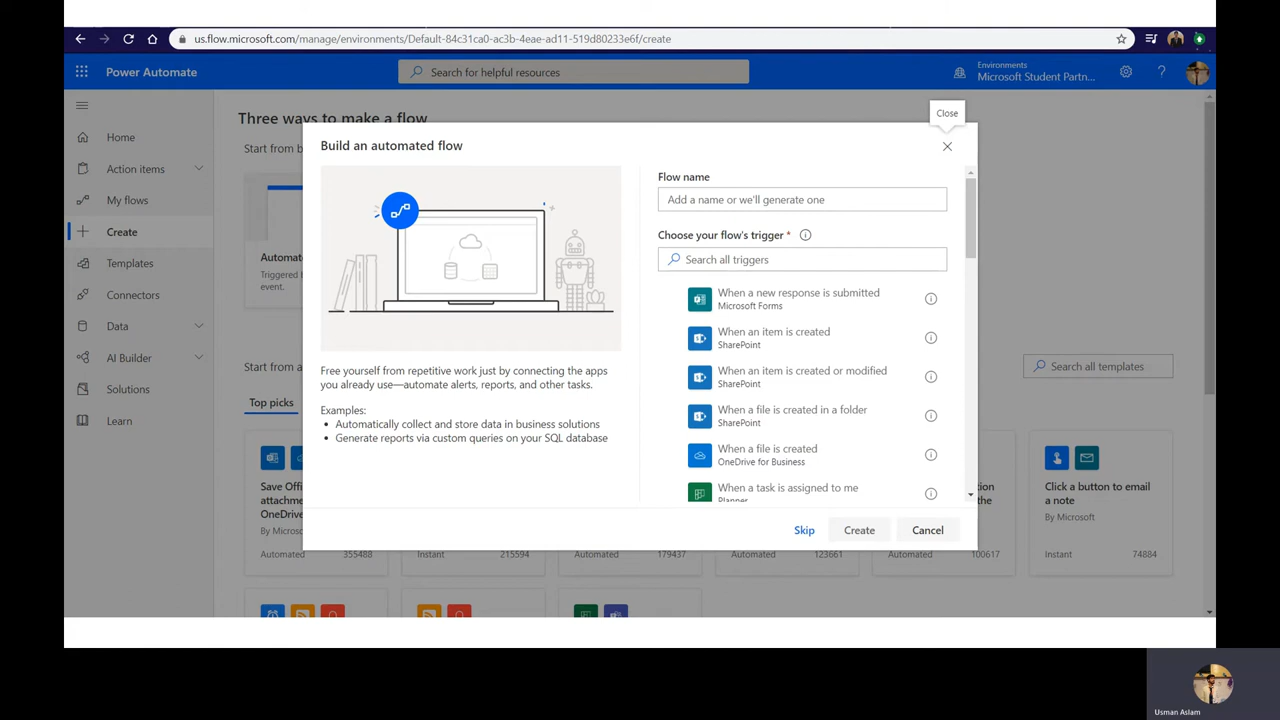 us.flow.microsoft.com/manage/environments/Default-84c31ca0-ac3b-4eae-ad11-519d80233e6f/create
Power Automate
Search for helpful resources
Environments
Microsoft Student Partn...
Home
Action items
My flows
Create
Templates
Connectors
Data
AI Builder
Solutions
Learn
Three ways to make a flow
Start from b
Automate
Triggered b
event.
Start from a
Search all templates
Top picks
Close
Build an automated flow
Free yourself from repetitive work just by connecting the apps
you already use—automate alerts, reports, and other tasks.
Examples:
• Automatically collect and store data in business solutions
• Generate reports via custom queries on your SQL database
Flow name
Add a name or we'll generate one
Choose your flow's trigger *
Search all triggers
When a new response is submitted
Microsoft Forms
When an item is created
SharePoint
When an item is created or modified
SharePoint
When a file is created in a folder
SharePoint
When a file is created
OneDrive for Business
When a task is assigned to me
Planner
Skip
Create
Cancel
Save Offi
attachme
OneDriv
By Microsoft
Automated 355488
Instant 215594
Automated 179437
Automated 123661
tion
the
Automated 100617
Click a button to email
a note
By Microsoft
Instant 74884
Usman Aslam